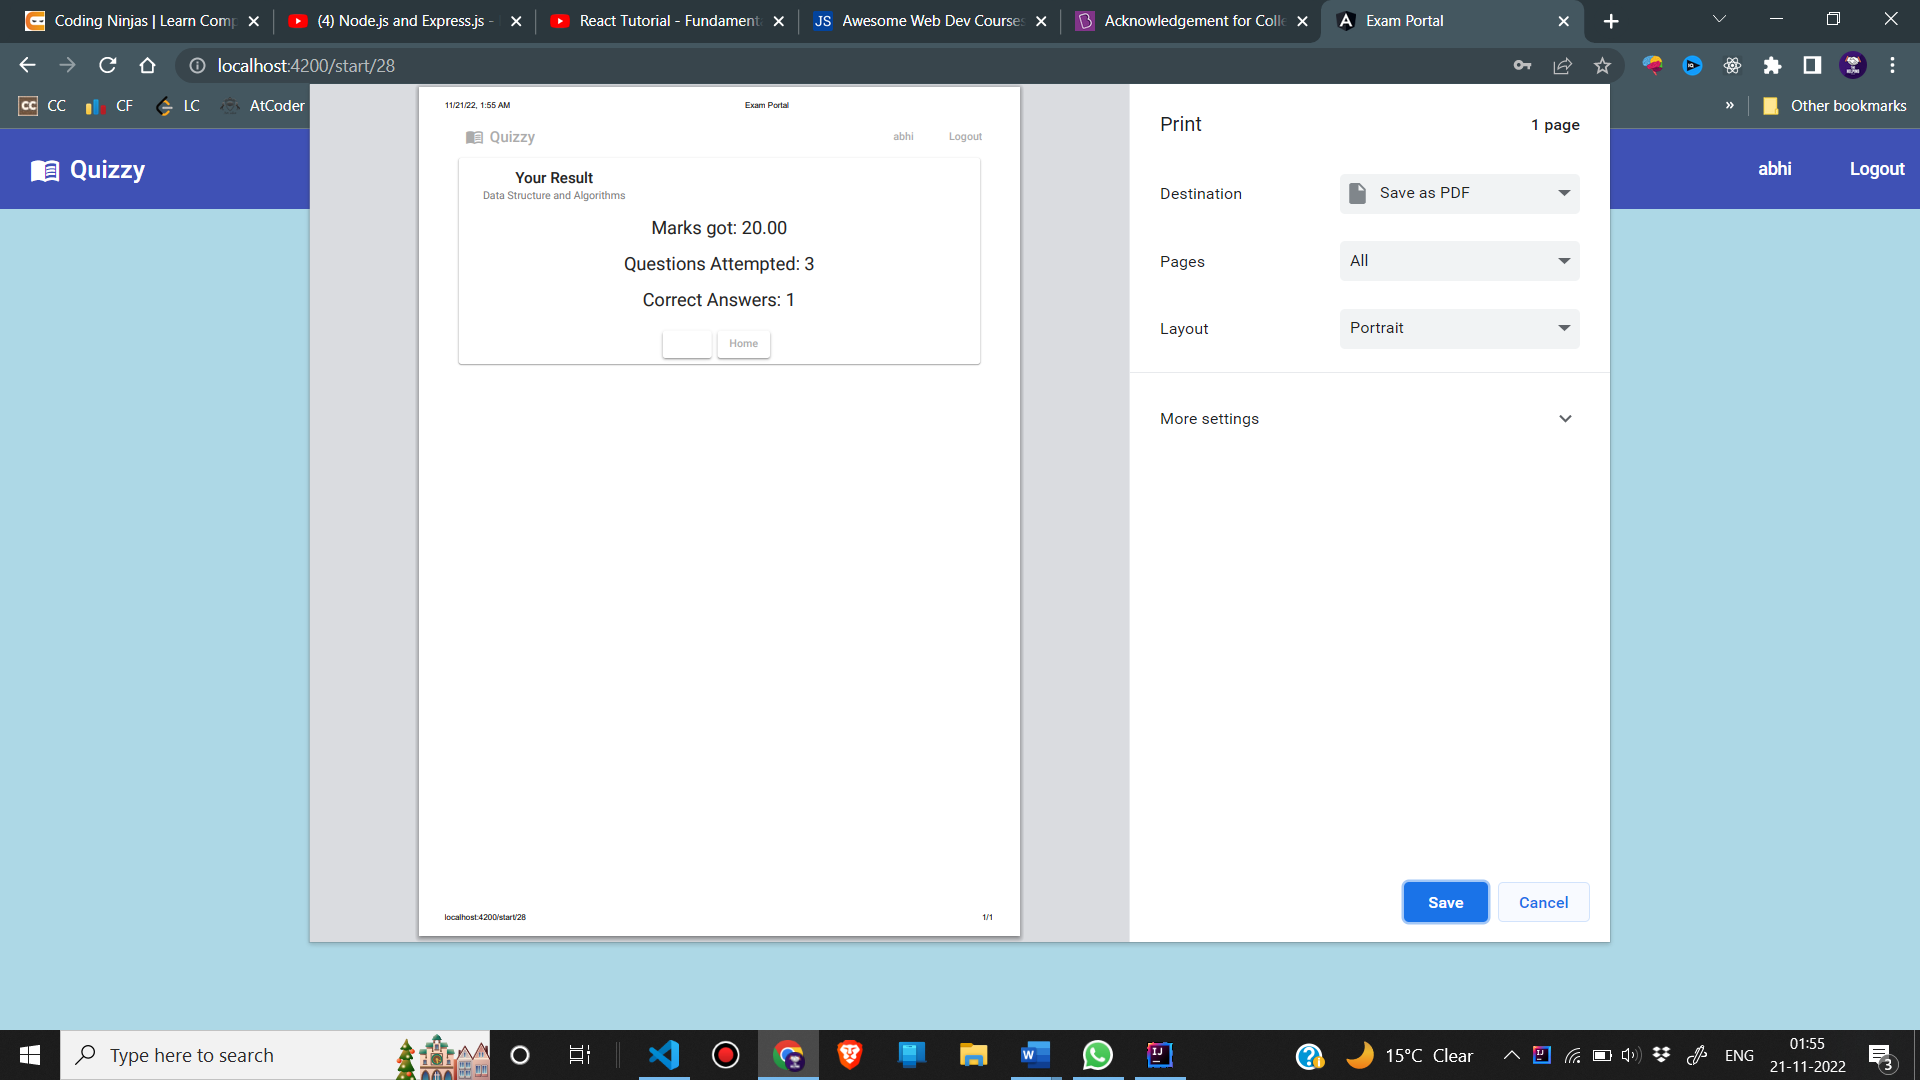 Coding Ninjas | Learn Comp
(4) Node.js and Express.js -
React Tutorial - Fundament
JS Awesome Web Dev Courses
Acknowledgement for Colle
Exam Portal
localhost:4200/start/28
CC CC
CF
LC
AtCoder
»
Other bookmarks
Quizzy
abhi
Logout
11/21/22, 1:55 AM
Exam Portal
Quizzy
abhi
Logout
Your Result
Data Structure and Algorithms
Marks got: 20.00
Questions Attempted: 3
Correct Answers: 1
Home
localhost:4200/start/28
1/1
Print
1 page
Destination
Save as PDF
Pages
All
Layout
Portrait
More settings
Save
Cancel
Type here to search
15°C Clear
ENG
01:55
21-11-2022
3